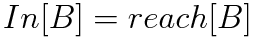 In[B] = reach[B]